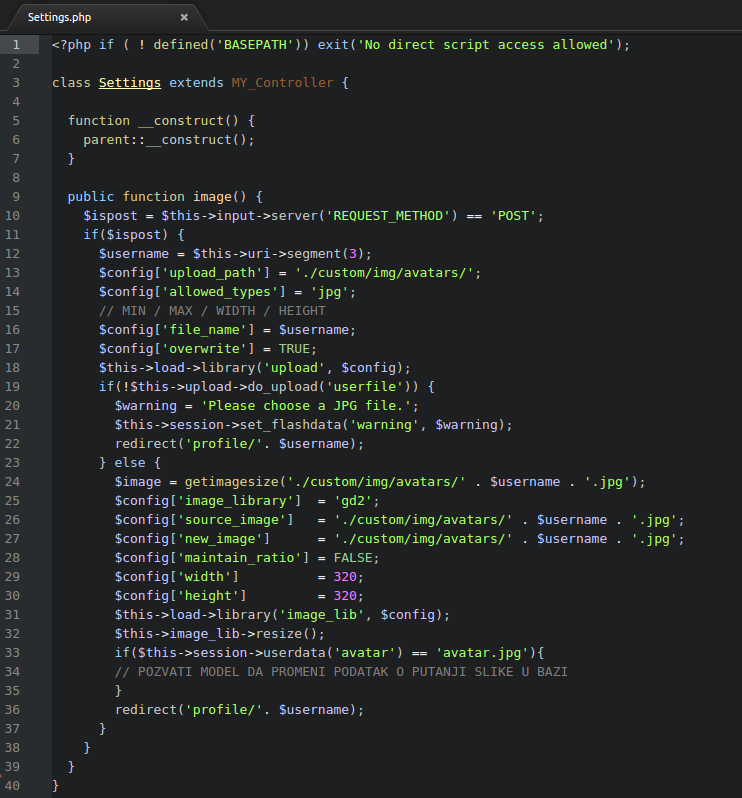 Settings.php ×
1 <?php if ( ! defined('BASEPATH')) exit('No direct script access allowed');
2
3 class Settings extends MY_Controller {
4
5   function __construct() {
6     parent::__construct();
7   }
8
9   public function image() {
10     $ispost = $this->input->server('REQUEST_METHOD') == 'POST';
11     if($ispost) {
12       $username = $this->uri->segment(3);
13       $config['upload_path'] = './custom/img/avatars/';
14       $config['allowed_types'] = 'jpg';
15       // MIN / MAX / WIDTH / HEIGHT
16       $config['file_name'] = $username;
17       $config['overwrite'] = TRUE;
18       $this->load->library('upload', $config);
19       if(!$this->upload->do_upload('userfile')) {
20         $warning = 'Please choose a JPG file.';
21         $this->session->set_flashdata('warning', $warning);
22         redirect('profile/'. $username);
23       } else {
24         $image = getimagesize('./custom/img/avatars/' . $username . '.jpg');
25         $config['image_library']  = 'gd2';
26         $config['source_image']   = './custom/img/avatars/' . $username . '.jpg';
27         $config['new_image']      = './custom/img/avatars/' . $username . '.jpg';
28         $config['maintain_ratio'] = FALSE;
29         $config['width']          = 320;
30         $config['height']         = 320;
31         $this->load->library('image_lib', $config);
32         $this->image_lib->resize();
33         if($this->session->userdata('avatar') == 'avatar.jpg'){
34         // POZVATI MODEL DA PROMENI PODATAK O PUTANJI SLIKE U BAZI
35         }
36         redirect('profile/'. $username);
37       }
38     }
39   }
40 }